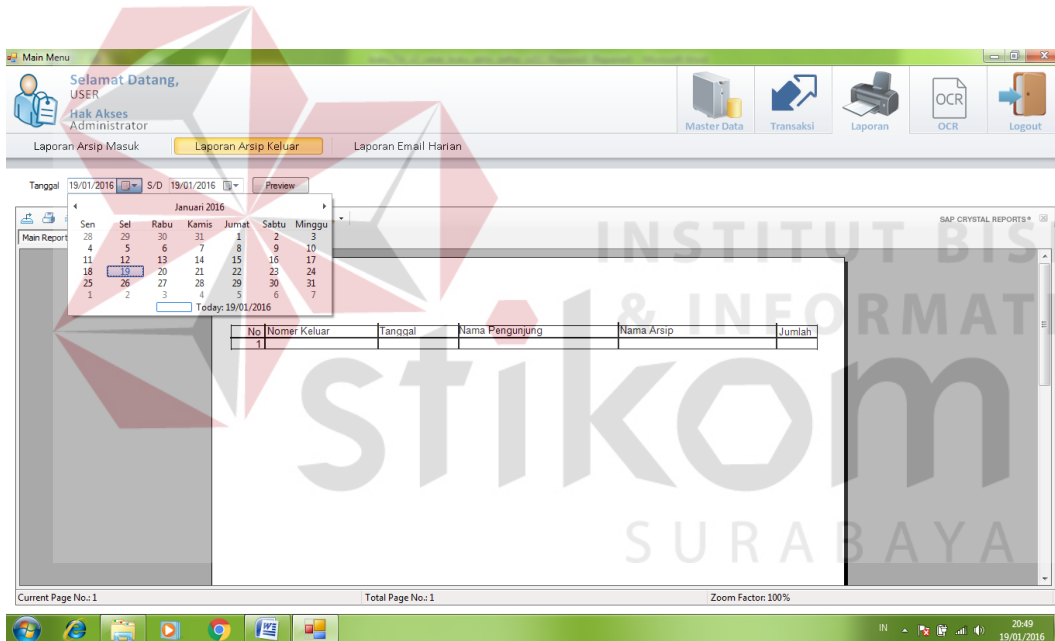 Main Menu
Selamat Datang,
USER
Hak Akses
Administrator
Master Data
Transaksi
Laporan
OCR
OCR
Logout
Laporan Arsip Masuk
Laporan Arsip Keluar
Laporan Email Harian
Tanggal 19/01/2016 S/D 19/01/2016 Preview
SAP CRYSTAL REPORTS®
Main Report
Januari 2016
Sen Sel Rabu Kamis Jumat Sabtu Minggu
28 29 30 31 1 2 3
4 5 6 7 8 9 10
11 12 13 14 15 16 17
18 19 20 21 22 23 24
25 26 27 28 29 30 31
1 2 3 4 5 6 7
Today: 19/01/2016
No Nomer Keluar Tanggal Nama Pengunjung Nama Arsip Jumlah
1
INSTITUT BIS
& INFORMAT
stikom
SURABAYA
Current Page No.: 1 Total Page No.: 1 Zoom Factor: 100%
IN
20:49
19/01/2016